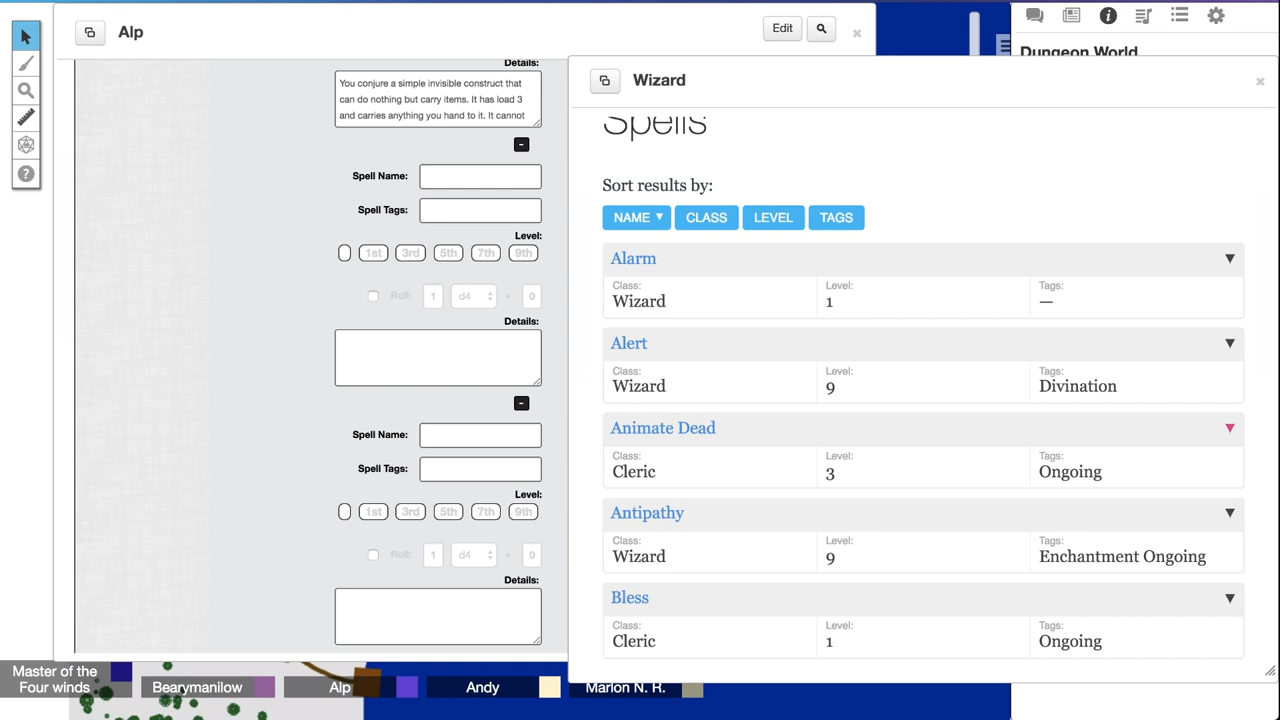 Alp
Edit
Details:
You conjure a simple invisible construct that
can do nothing but carry items. It has load 3
and carries anything you hand to it. It cannot
-
Spell Name:
Spell Tags:
Level:
1st 3rd 5th 7th 9th
Roll: 1 d4 + 0
Details:
-
Spell Name:
Spell Tags:
Level:
1st 3rd 5th 7th 9th
Roll: 1 d4 + 0
Details:
Dungeon World
Wizard
Spells
Sort results by:
NAME ▼ CLASS LEVEL TAGS
Alarm ▼
Class: Level: Tags:
Wizard 1 —
Alert ▼
Class: Level: Tags:
Wizard 9 Divination
Animate Dead ▼
Class: Level: Tags:
Cleric 3 Ongoing
Antipathy ▼
Class: Level: Tags:
Wizard 9 Enchantment Ongoing
Bless ▼
Class: Level: Tags:
Cleric 1 Ongoing
Master of the
Four winds
Bearymanilow
Alp
Andy
Marlon N. R.